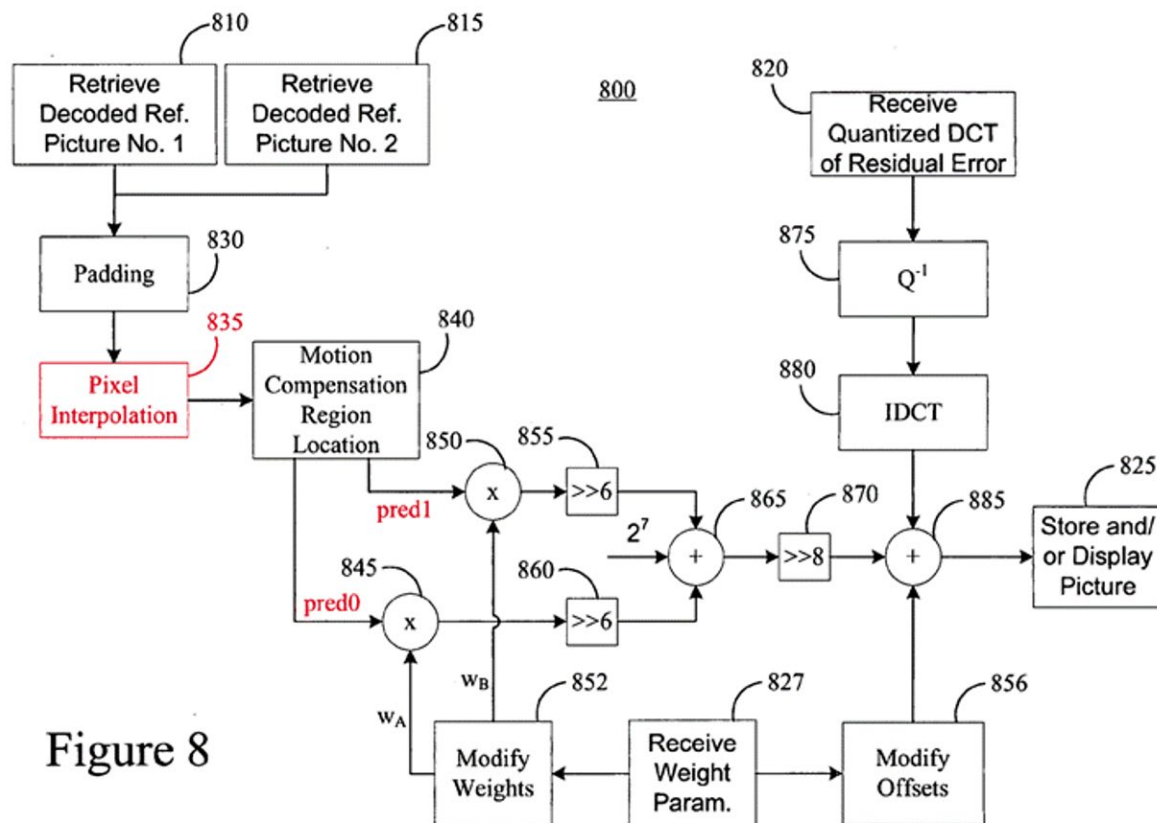 810
815
Retrieve
Decoded Ref.
Picture No. 1
Retrieve
Decoded Ref.
Picture No. 2
800
820
Receive
Quantized DCT
of Residual Error
830
Padding
875
Q⁻¹
835
Pixel
Interpolation
840
Motion
Compensation
Region
Location
880
IDCT
850
x
855
>>6
pred1
2⁷
865
+
870
>>8
885
+
825
Store and/
or Display
Picture
845
x
860
>>6
pred0
wB
wA
852
Modify
Weights
827
Receive
Weight
Param.
856
Modify
Offsets
Figure 8